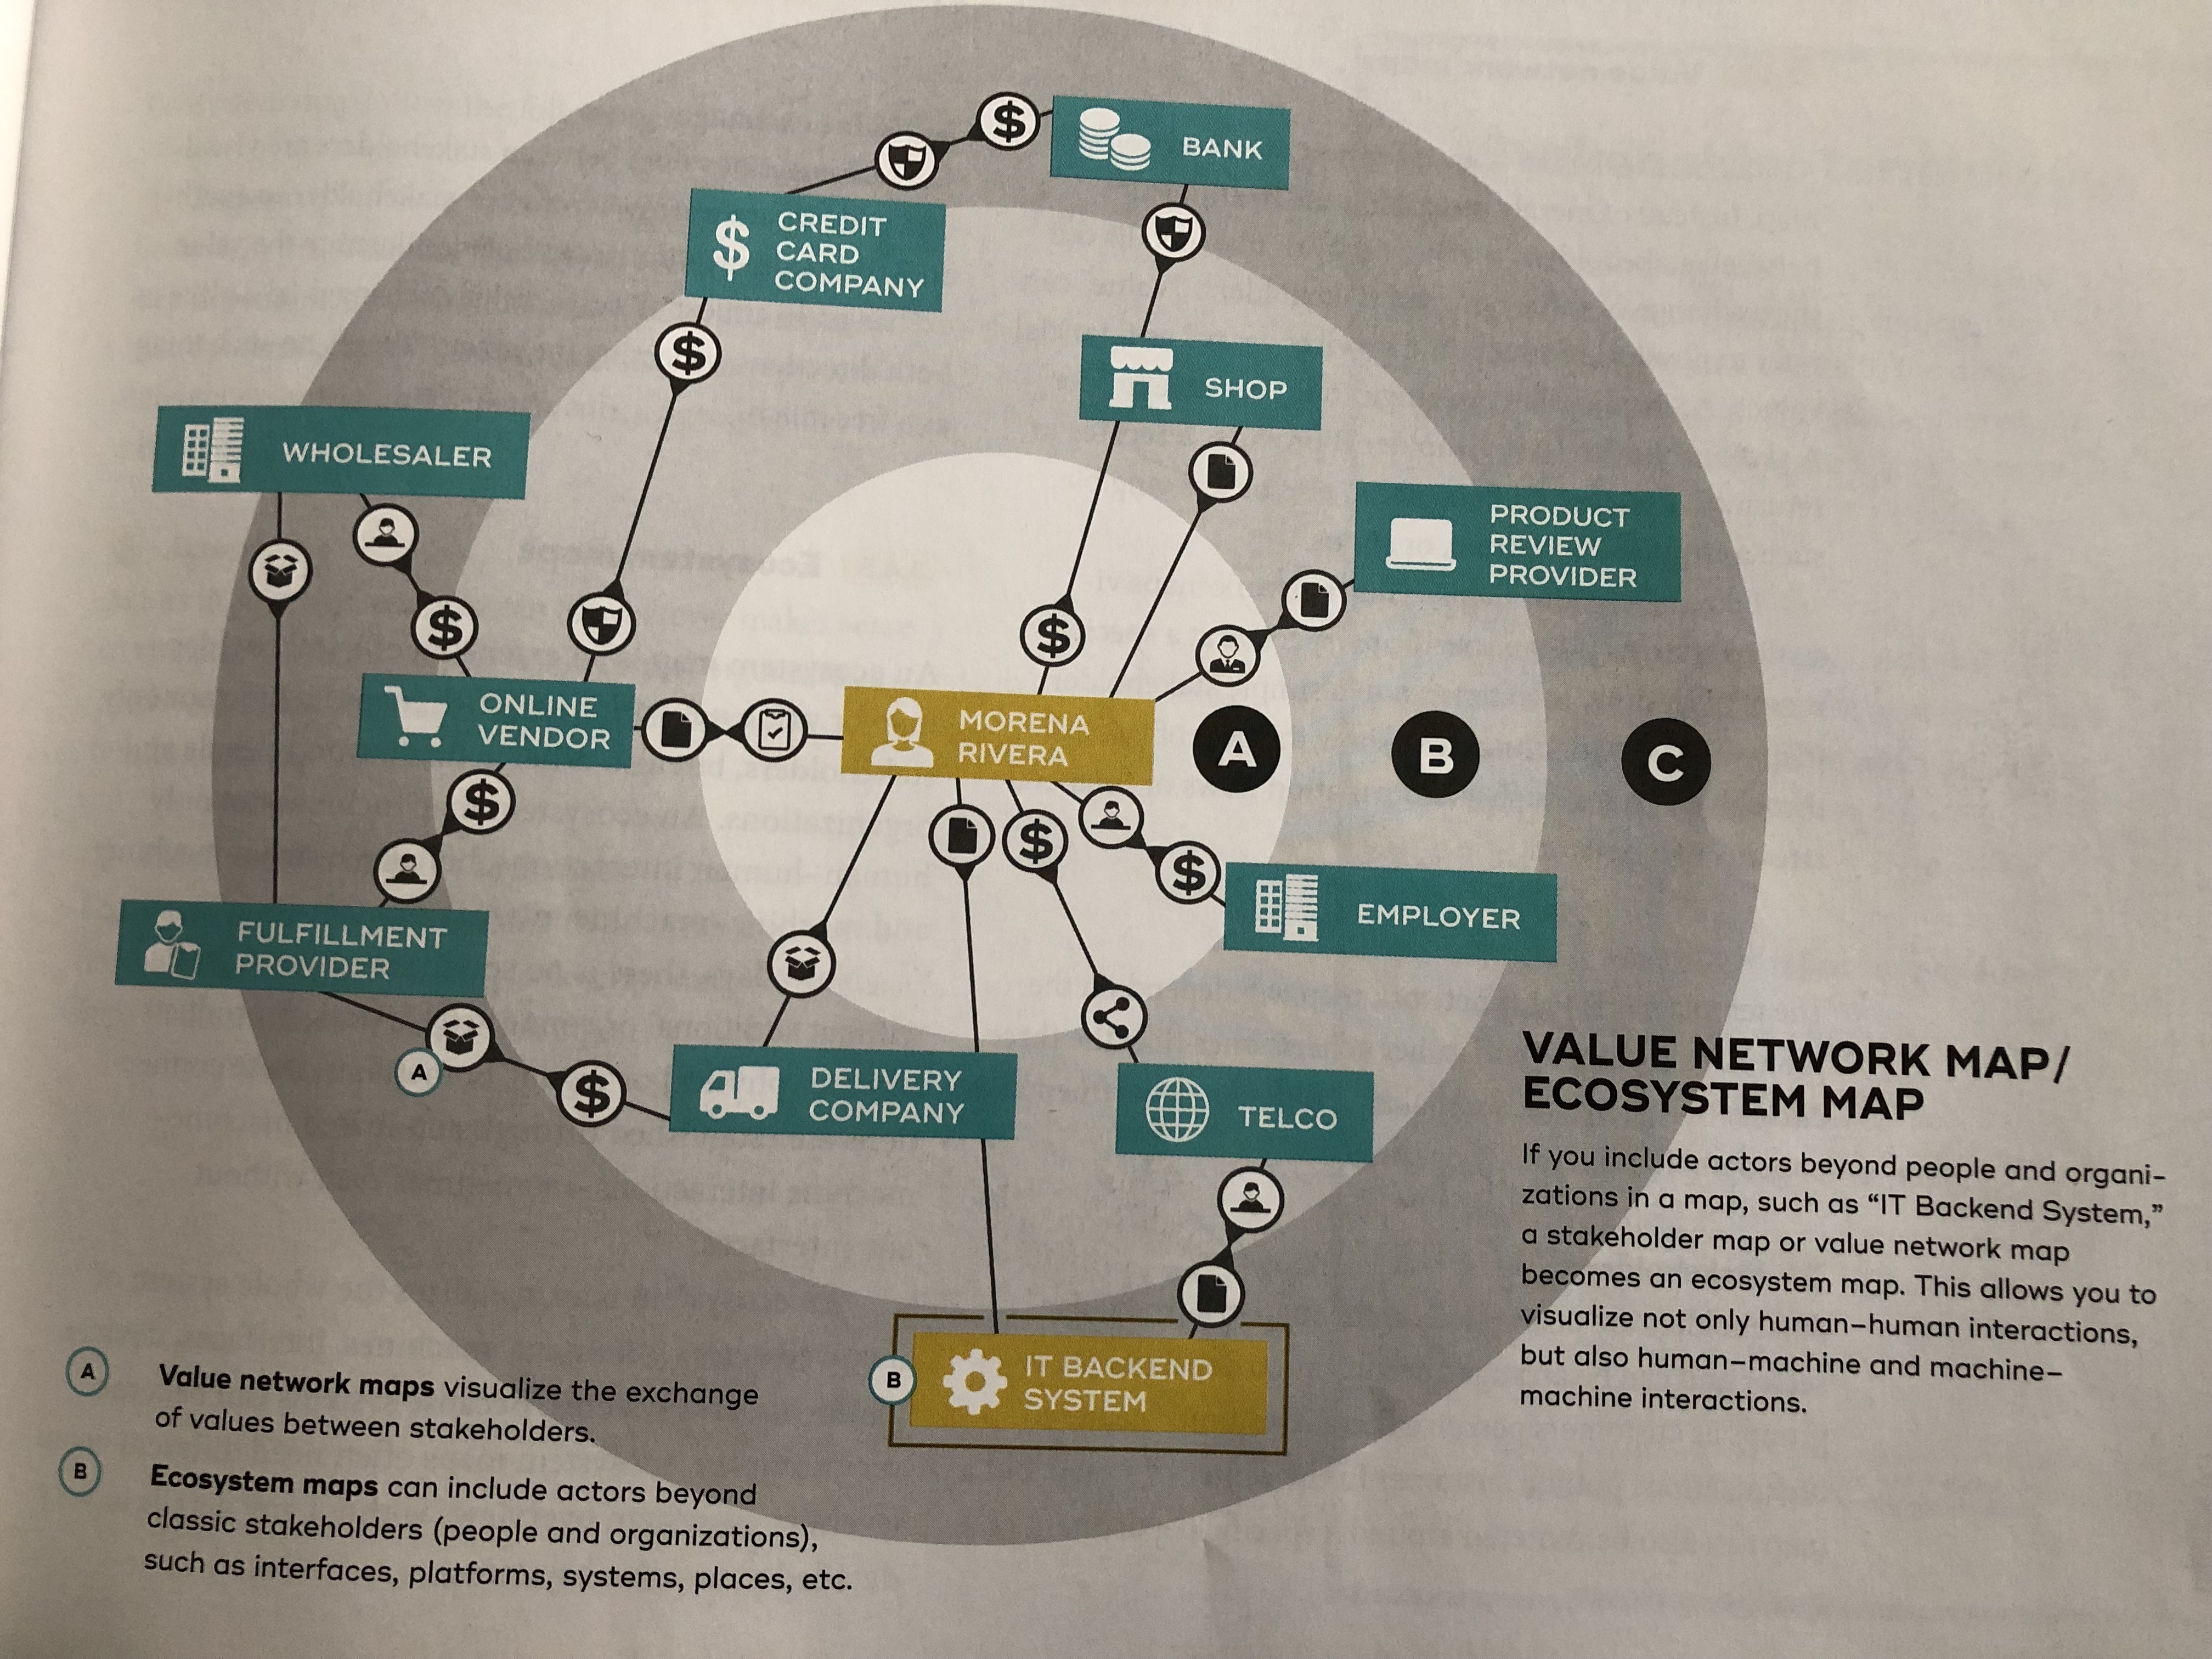 BANK
CREDIT
CARD
COMPANY
SHOP
WHOLESALER
PRODUCT
REVIEW
PROVIDER
ONLINE
VENDOR
MORENA
RIVERA
A
B
C
EMPLOYER
FULFILLMENT
PROVIDER
A
DELIVERY
COMPANY
TELCO
B
IT BACKEND
SYSTEM
VALUE NETWORK MAP/
ECOSYSTEM MAP
If you include actors beyond people and organi-
zations in a map, such as “IT Backend System,”
a stakeholder map or value network map
becomes an ecosystem map. This allows you to
visualize not only human–human interactions,
but also human–machine and machine–
machine interactions.
A
Value network maps visualize the exchange
of values between stakeholders.
B
Ecosystem maps can include actors beyond
classic stakeholders (people and organizations),
such as interfaces, platforms, systems, places, etc.